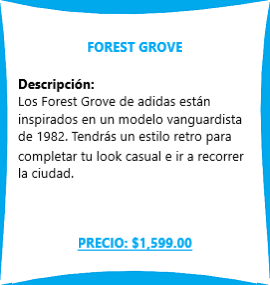 FOREST GROVE
Descripción:
Los Forest Grove de adidas están
inspirados en un modelo vanguardista
de 1982. Tendrás un estilo retro para
completar tu look casual e ir a recorrer
la ciudad.
PRECIO: $1,599.00